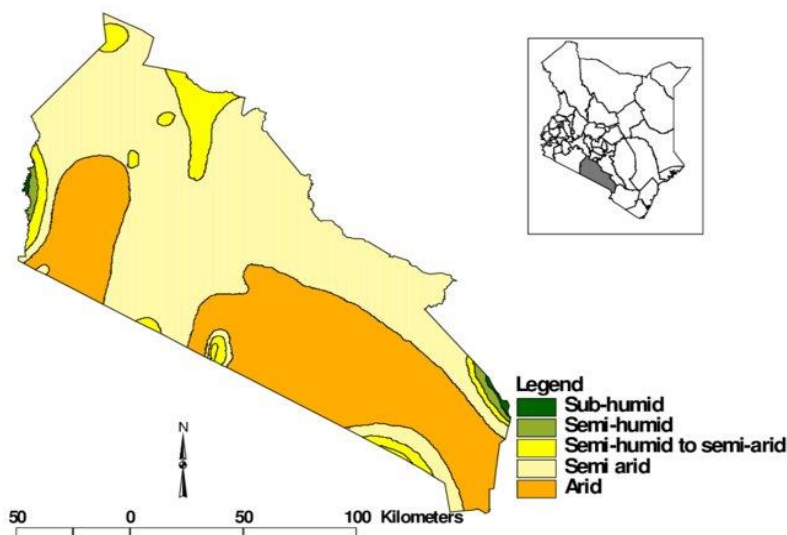 Legend
Sub-humid
Semi-humid
Semi-humid to semi-arid
Semi arid
Arid
N
50 0 50 100 Kilometers